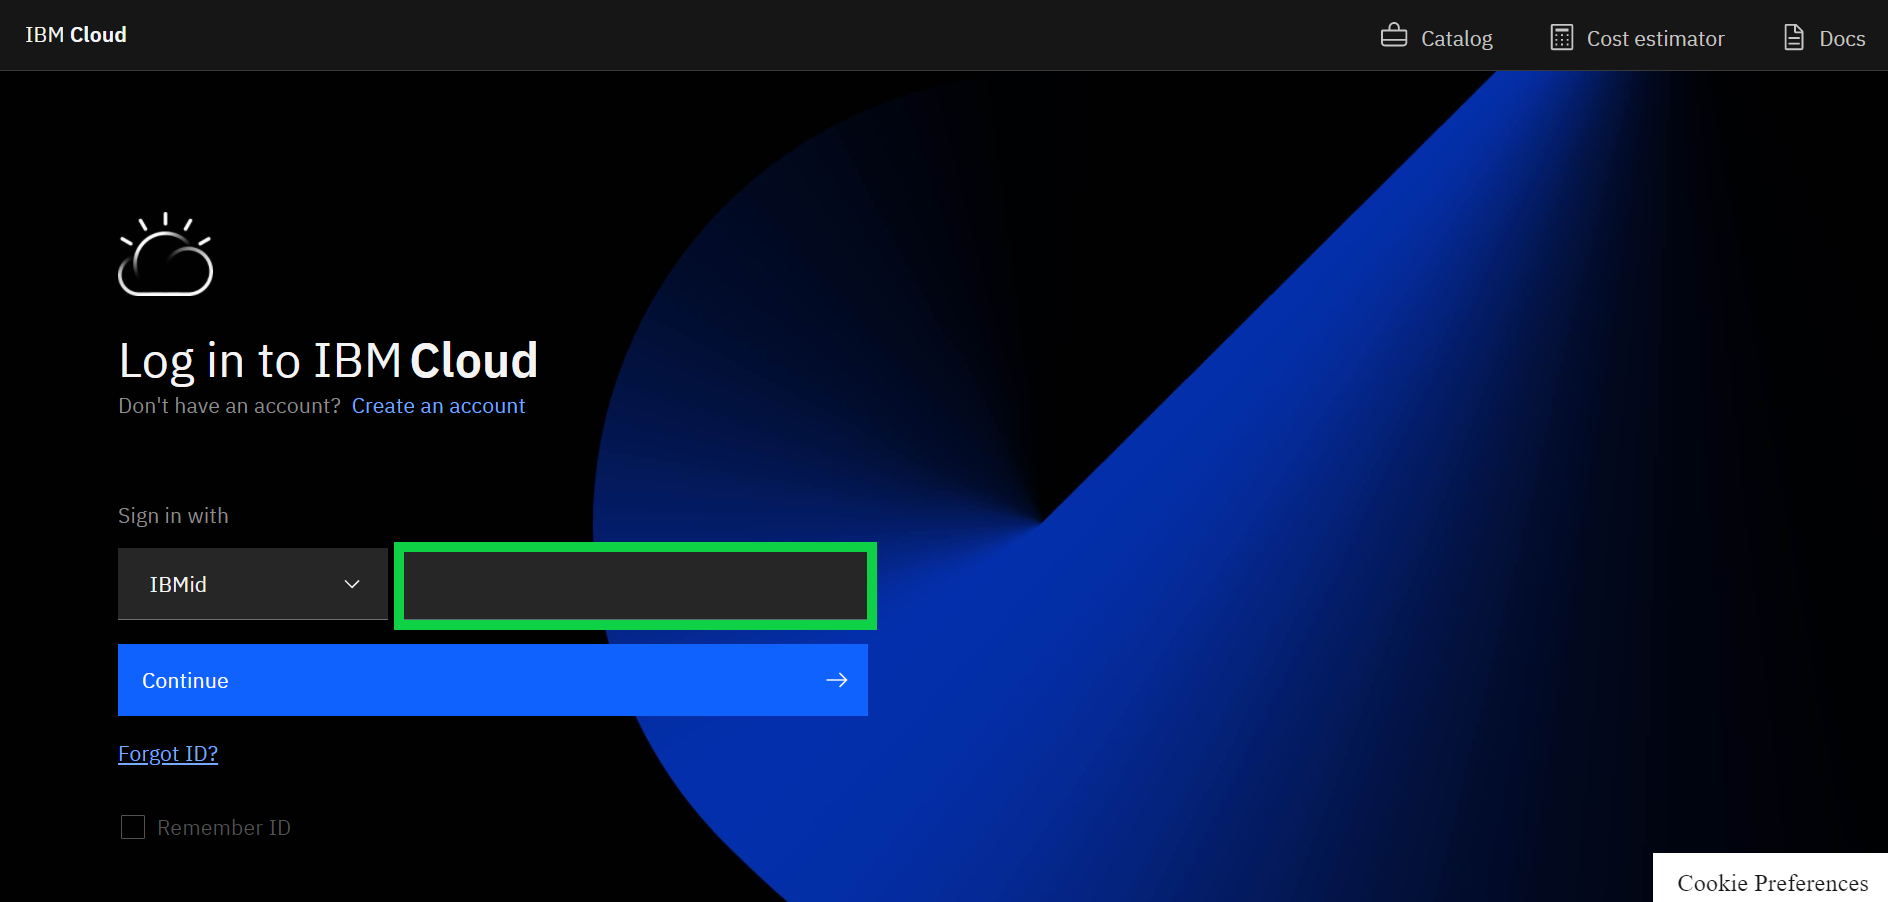 IBM Cloud
Catalog
Cost estimator
Docs
Log in to IBM Cloud
Don't have an account? Create an account
Sign in with
IBMid
Continue
Forgot ID?
Remember ID
Cookie Preferences